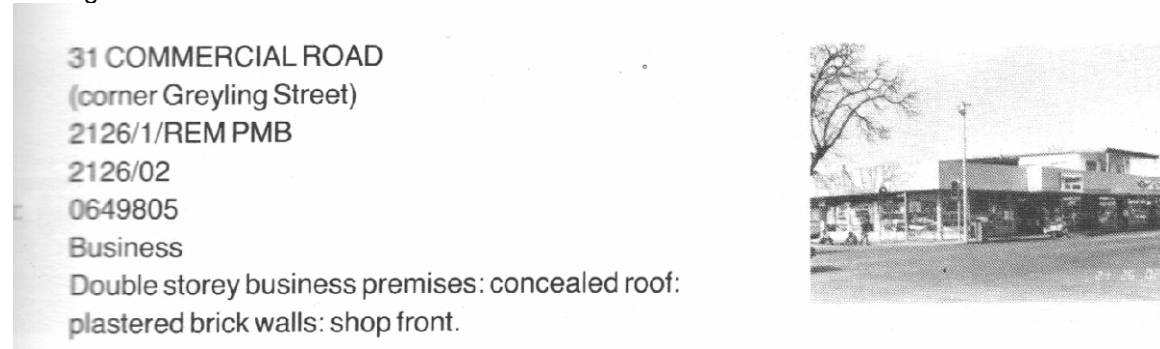 31 COMMERCIAL ROAD
(corner Greyling Street)
2126/1/REM PMB
2126/02
0649805
Business
Double storey business premises: concealed roof:
plastered brick walls: shop front.